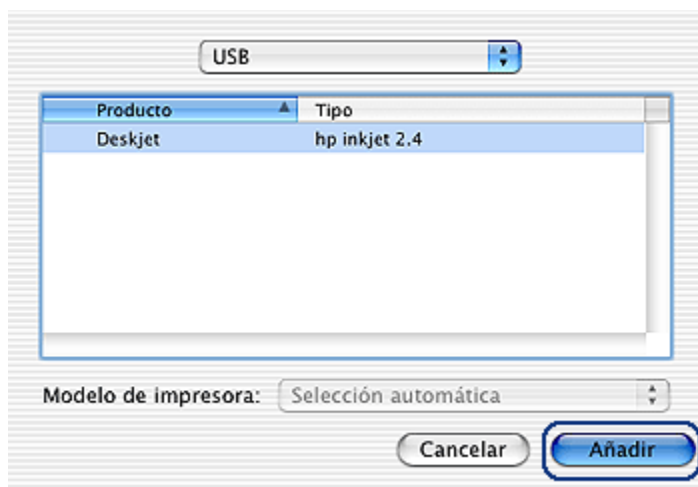 USB
Producto Tipo
Deskjet hp inkjet 2.4
Modelo de impresora: Selección automática
Cancelar Añadir